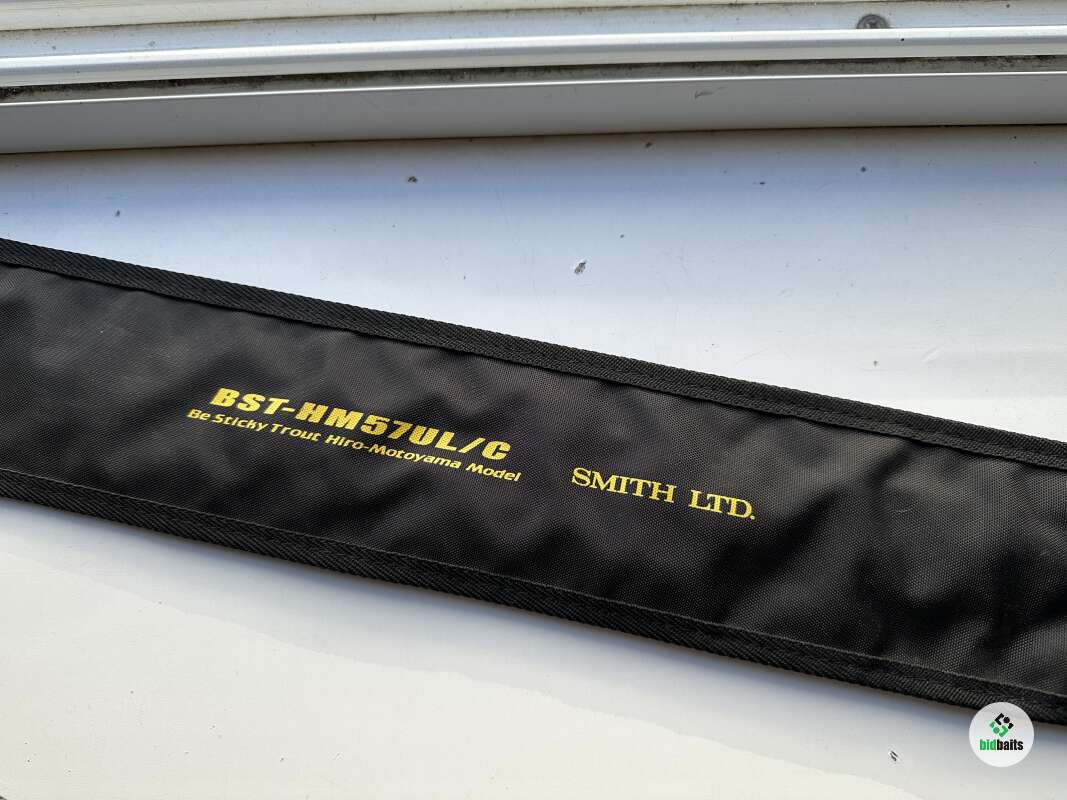 BST-HM57UL/C
Be Sticky Trout Hiro-Motoyama Model
SMITH LTD.
bidbaits